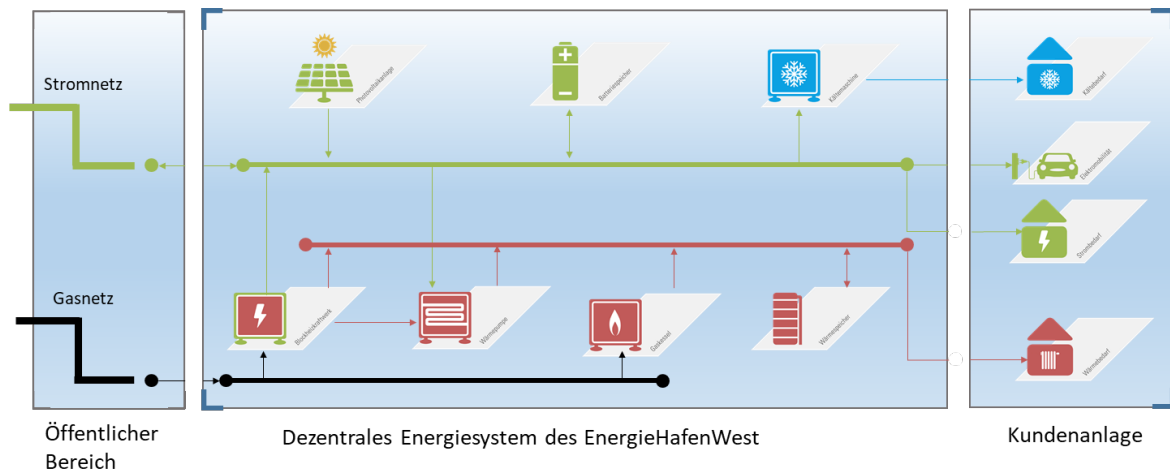 Stromnetz
Photovoltaikanlage
Batteriespeicher
Kältemaschine
Kältebedarf
Elektromobilität
Strombedarf
Gasnetz
Blockheizkraftwerk
Wärmepumpe
Gaskessel
Wärmespeicher
Wärmebedarf
Öffentlicher
Bereich
Dezentrales Energiesystem des EnergieHafenWest
Kundenanlage